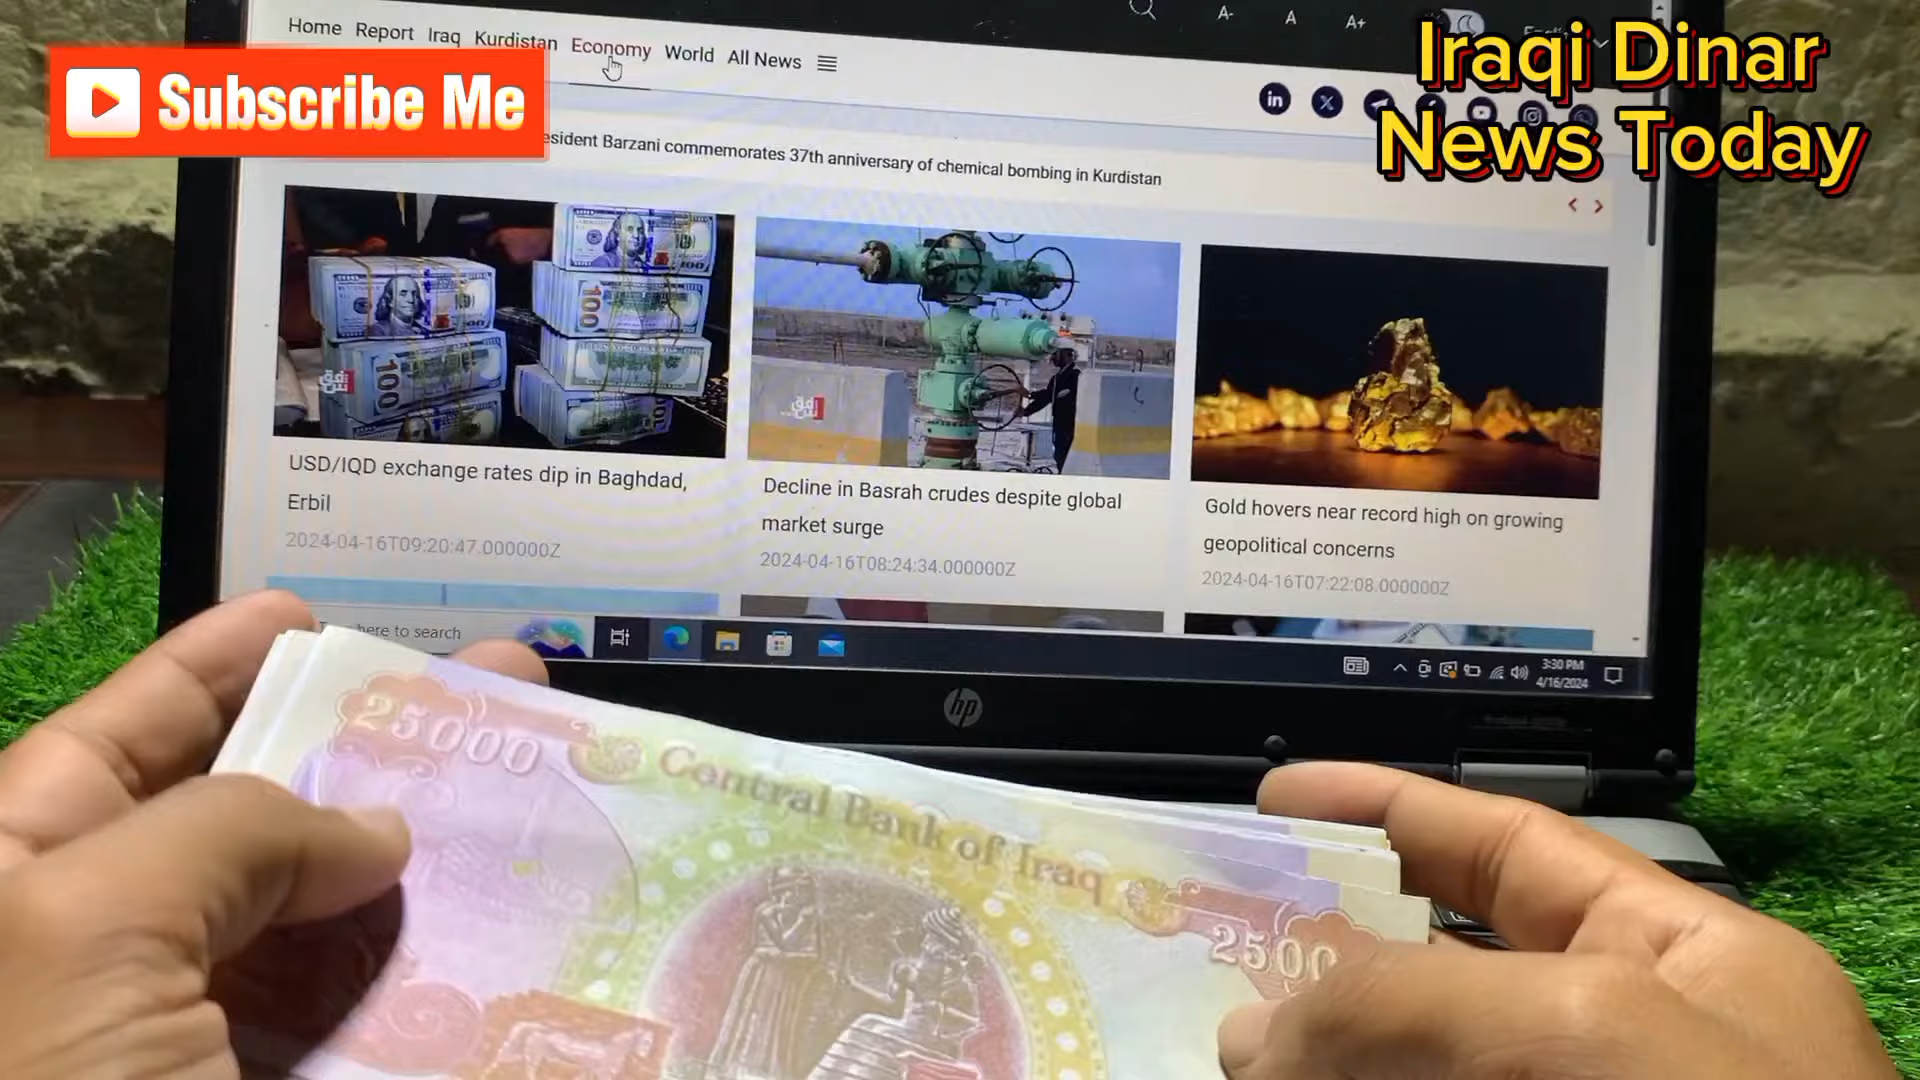 Home Report Iraq Kurdistan Economy World All News
A- A A+
Iraqi Dinar
News Today
Subscribe Me
esident Barzani commemorates 37th anniversary of chemical bombing in Kurdistan
USD/IQD exchange rates dip in Baghdad,
Erbil
2024-04-16T09:20:47.000000Z
Decline in Basrah crudes despite global
market surge
2024-04-16T08:24:34.000000Z
Gold hovers near record high on growing
geopolitical concerns
2024-04-16T07:22:08.000000Z
here to search
3:30 PM
4/16/2024
hp
25000
Central Bank of Iraq
2500